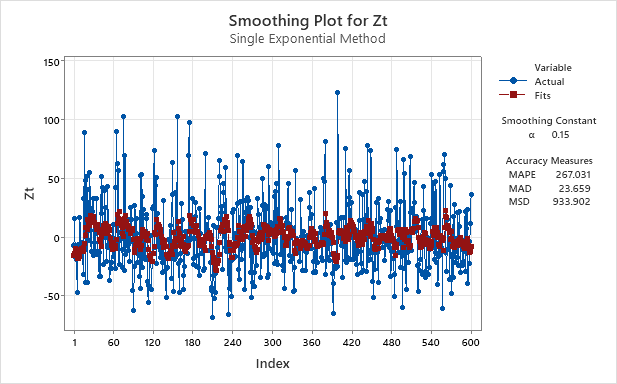 Smoothing Plot for Zt
Single Exponential Method
150
100
50
0
-50
Zt
1 60 120 180 240 300 360 420 480 540 600
Index
Variable
Actual
Fits
Smoothing Constant
α 0.15
Accuracy Measures
MAPE 267.031
MAD 23.659
MSD 933.902